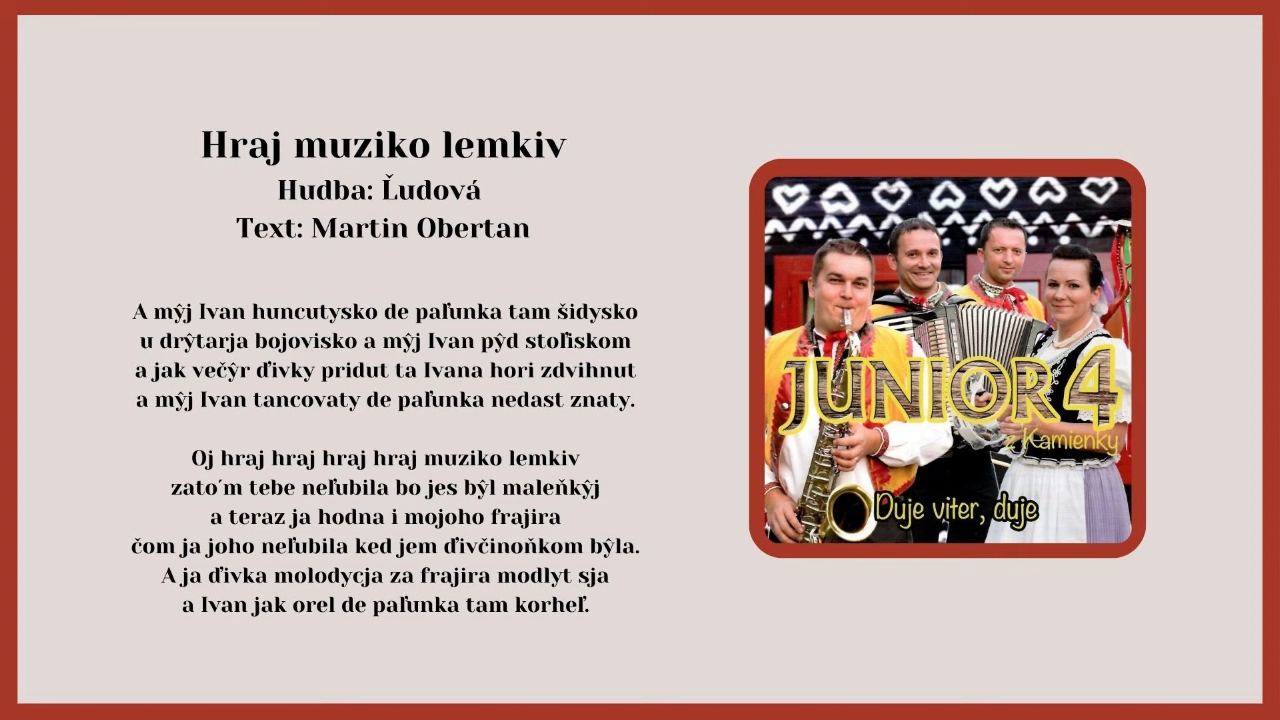 Hraj muziko lemkiv
Hudba: Ľudová
Text: Martin Obertan
A mŷj Ivan huncutysko de paľunka tam šidysko
u drŷtarja bojovisko a mŷj Ivan pŷd stoľiskom
a jak večŷr ďivky pridut ta Ivana hori zdvihnut
a mŷj Ivan tancovaty de paľunka nedast znaty.
Oj hraj hraj hraj hraj muziko lemkiv
zato´m tebe neľubila bo jes bŷl maleňkŷj
a teraz ja hodna i mojoho frajira
čom ja joho neľubila ked jem ďivčinoňkom bŷla.
A ja ďivka molodycja za frajira modlyt sja
a Ivan jak orel de paľunka tam korheľ.
JUNIOR 4
z Kamienky
Duje viter, duje